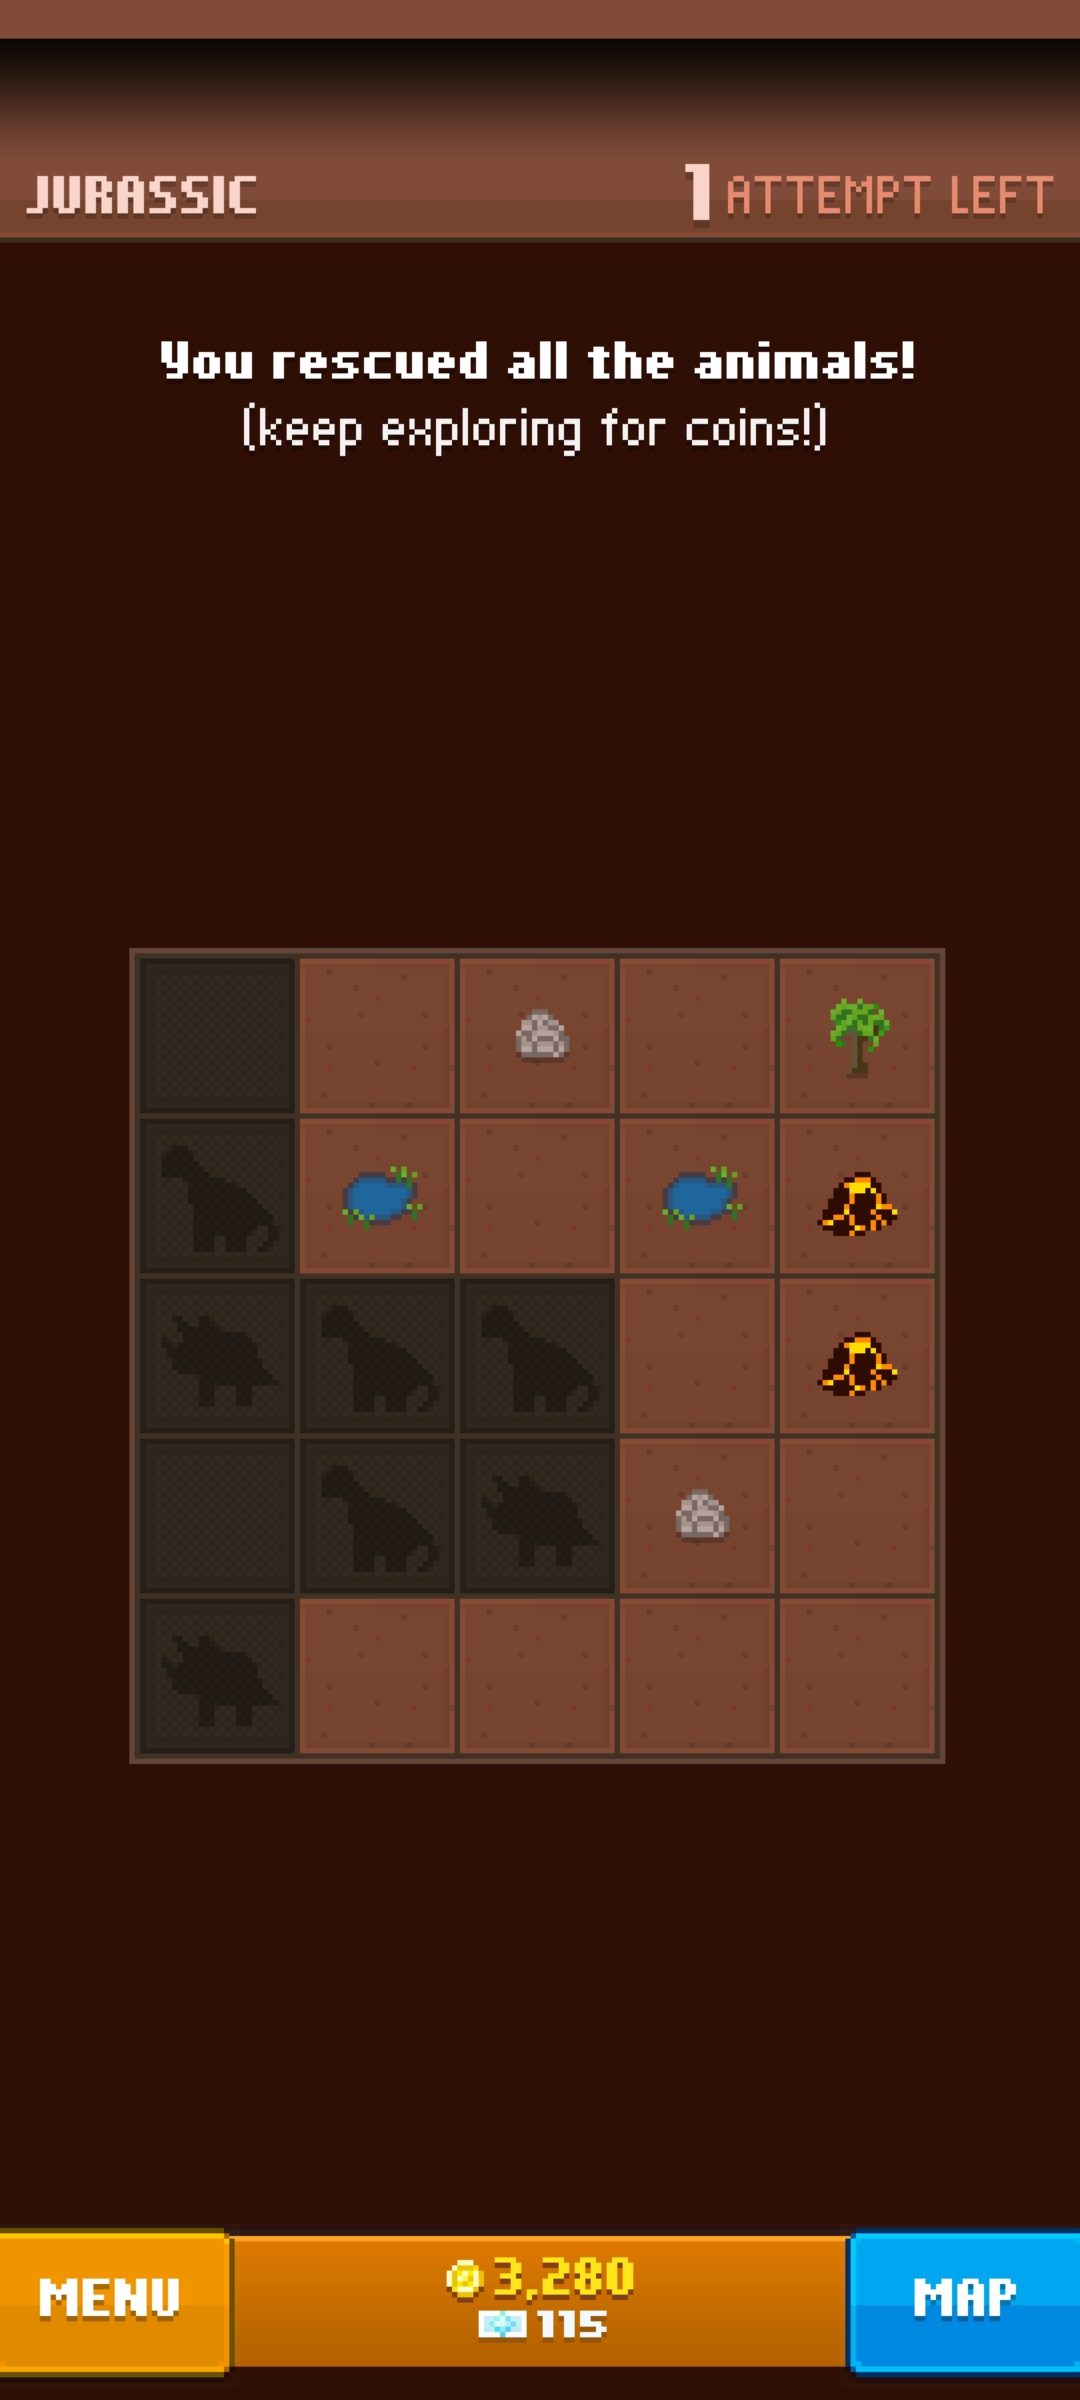 JURASSIC
1 ATTEMPT LEFT
You rescued all the animals!
(keep exploring for coins!)
3,280
115
MENU
MAP